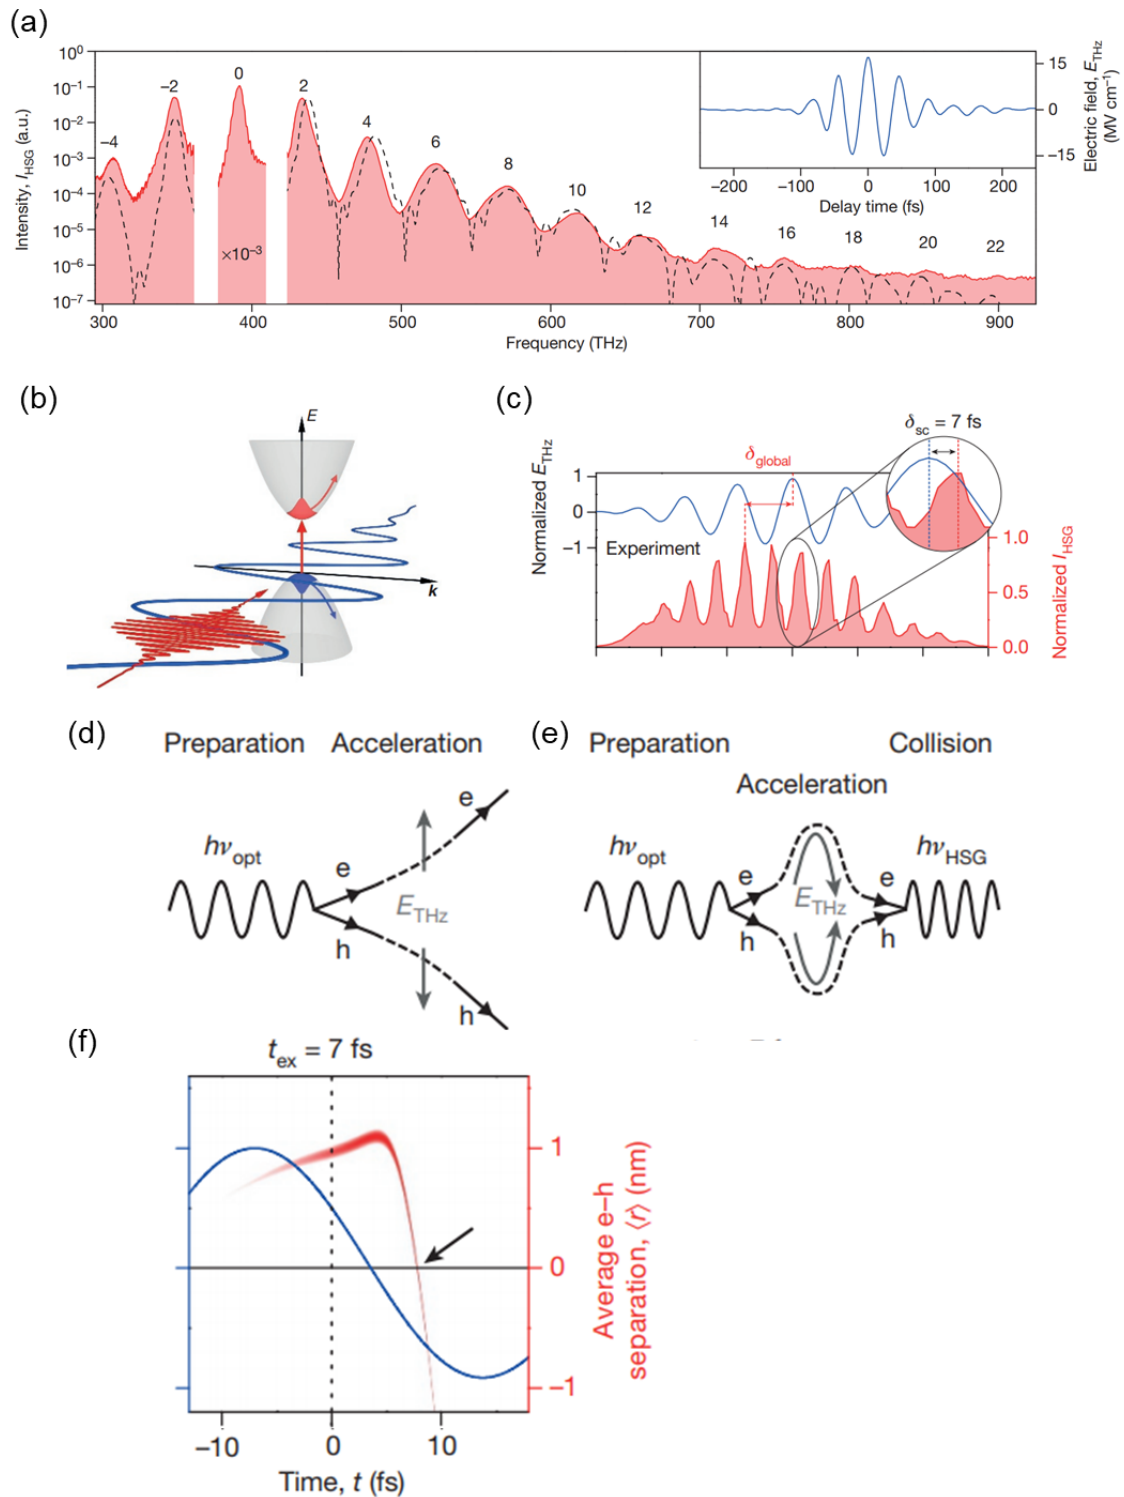 (a)
10⁰
10⁻¹
10⁻²
10⁻³
10⁻⁴
10⁻⁵
10⁻⁶
10⁻⁷
Intensity, I_HSG (a.u.)
−4
−2
0
2
4
6
8
10
12
14
16
18
20
22
×10⁻³
300
400
500
600
700
800
900
Frequency (THz)
15
0
−15
Electric field, E_THz
(MV cm⁻¹)
−200
−100
0
100
200
Delay time (fs)
(b)
E
k
(c)
δ_sc = 7 fs
δ_global
Normalized E_THz
1
0
−1
Experiment
1.0
0.5
0.0
Normalized I_HSG
(d)
Preparation
Acceleration
hν_opt
e
e
E_THz
h
h
(e)
Preparation
Collision
Acceleration
hν_opt
hν_HSG
e
e
E_THz
h
h
(f)
t_ex = 7 fs
1
0
−1
Average e–h
separation, ⟨r⟩ (nm)
−10
0
10
Time, t (fs)